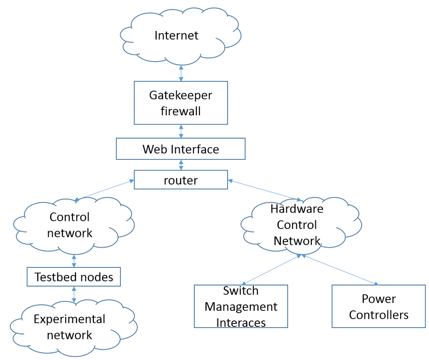 Internet
Gatekeeper
firewall
Web Interface
router
Control
network
Hardware
Control
Network
Testbed nodes
Switch
Management
Interaces
Power
Controllers
Experimental
network